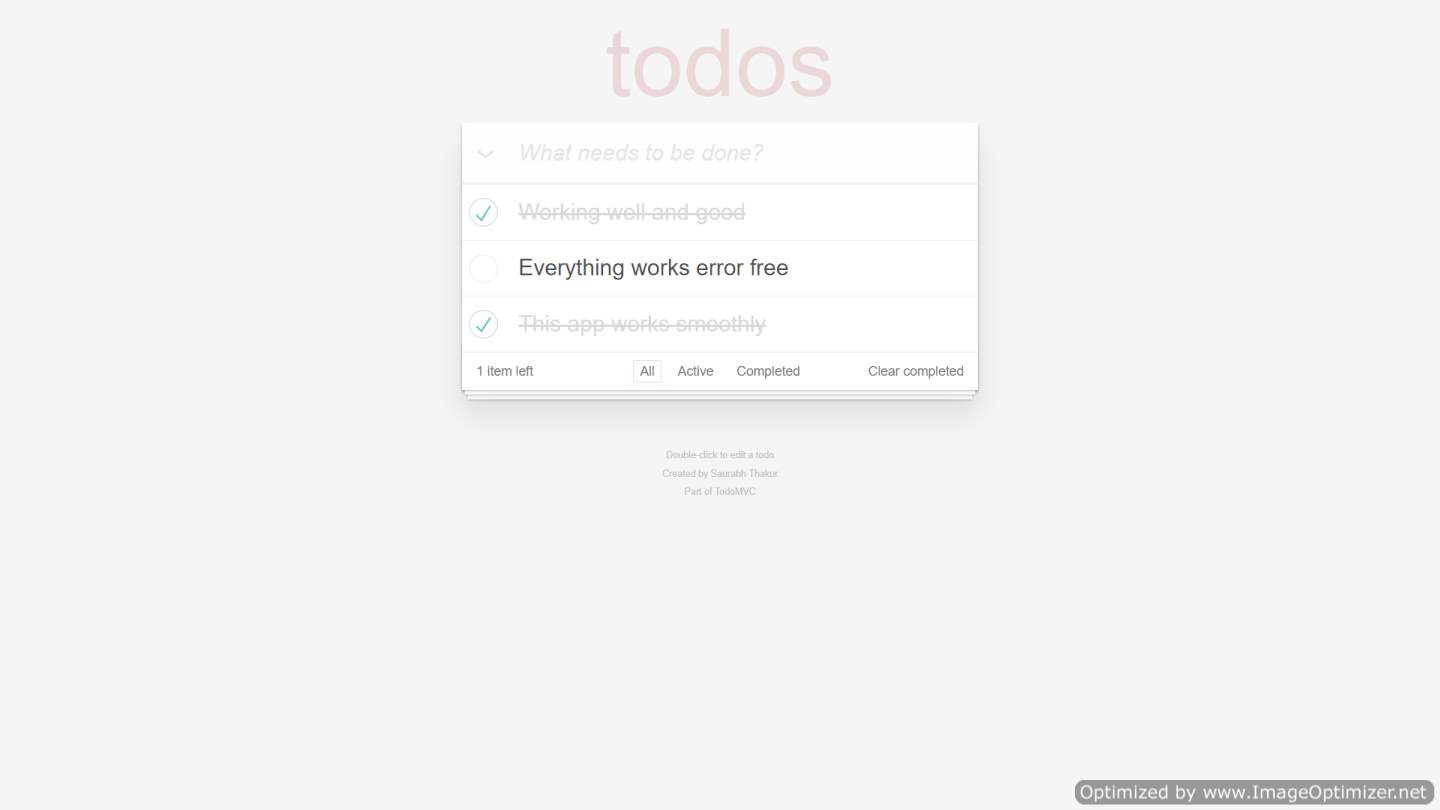 todos
What needs to be done?
Working well and good
Everything works error free
This app works smoothly
1 item left All Active Completed Clear completed
Double-click to edit a todo
Created by Saurabh Thakur
Part of TodoMVC
Optimized by www.ImageOptimizer.net